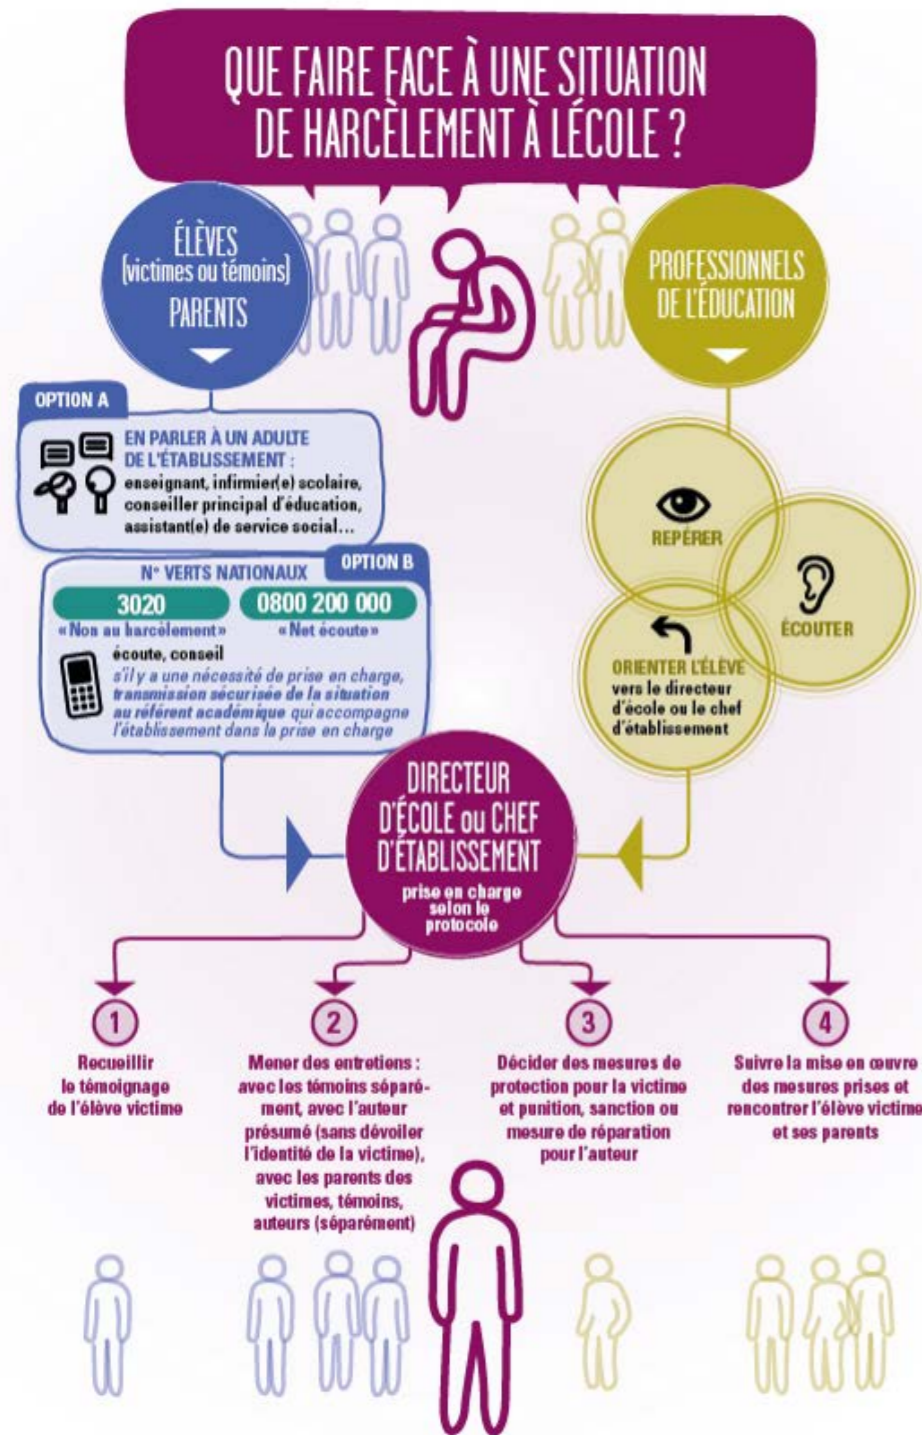 QUE FAIRE FACE À UNE SITUATION
DE HARCÈLEMENT À LÉCOLE ?
ÉLÈVES
(victimes ou témoins)
PARENTS
PROFESSIONNELS
DE L'ÉDUCATION
OPTION A
EN PARLER À UN ADULTE
DE L'ÉTABLISSEMENT :
enseignant, infirmier(e) scolaire,
conseiller principal d'éducation,
assistant(e) de service social...
OPTION B
N° VERTS NATIONAUX
3020
« Non au harcèlement »
0800 200 000
« Net écoute »
écoute, conseil
s'il y a une nécessité de prise en charge,
transmission sécurisée de la situation
au référent académique qui accompagne
l'établissement dans la prise en charge
REPÉRER
ÉCOUTER
ORIENTER L'ÉLÈVE
vers le directeur
d'école ou le chef
d'établissement
DIRECTEUR
D'ÉCOLE ou CHEF
D'ÉTABLISSEMENT
prise en charge
selon le
protocole
1
Recueillir
le témoignage
de l'élève victime
2
Mener des entretiens :
avec les témoins séparé-
ment, avec l'auteur
présumé (sans dévoiler
l'identité de la victime),
avec les parents des
victimes, témoins,
auteurs (séparément)
3
Décider des mesures de
protection pour la victime
et punition, sanction ou
mesure de réparation
pour l'auteur
4
Suivre la mise en œuvre
des mesures prises et
rencontrer l'élève victime
et ses parents